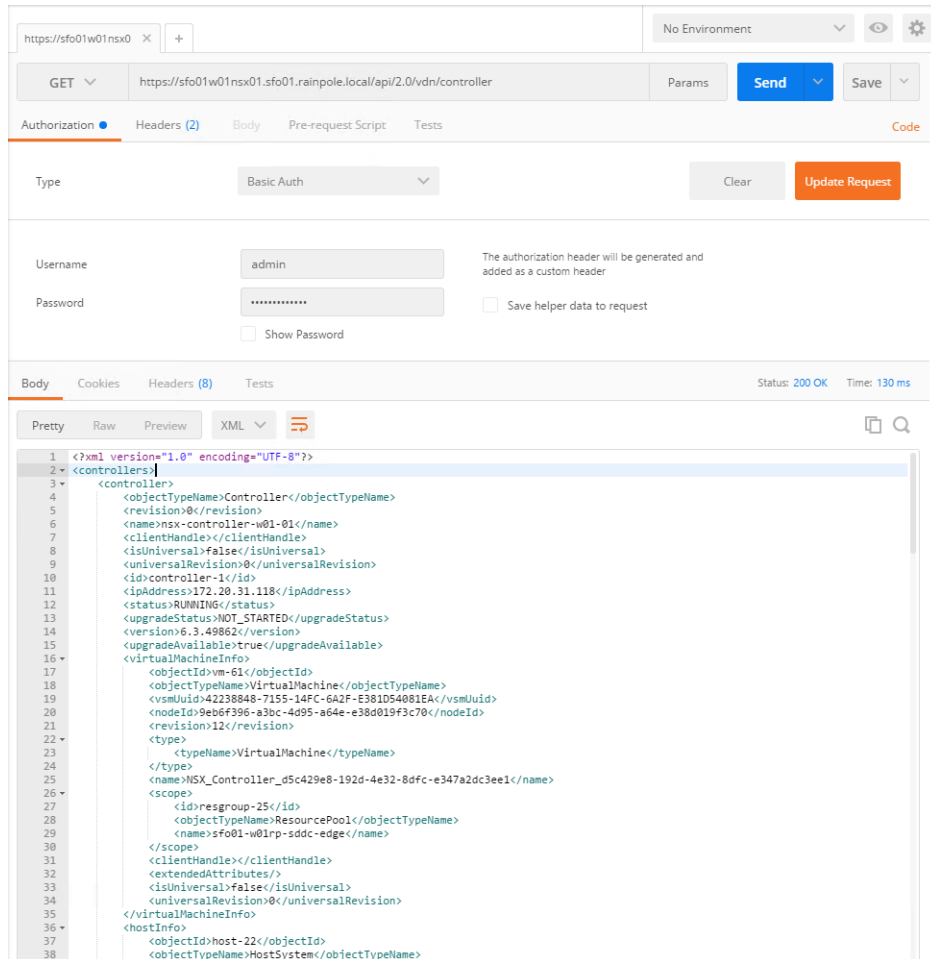 https://sfo01w01nsx0 × +
No Environment
GET https://sfo01w01nsx01.sfo01.rainpole.local/api/2.0/vdn/controller Params Send Save
Authorization Headers (2) Body Pre-request Script Tests Code
Type Basic Auth Clear Update Request
Username admin
The authorization header will be generated and
added as a custom header
Password •••••••••••••
Save helper data to request
Show Password
Body Cookies Headers (8) Tests Status: 200 OK Time: 130 ms
Pretty Raw Preview XML
1 <?xml version="1.0" encoding="UTF-8"?>
2 <controllers>
3 <controller>
4 <objectTypeName>Controller</objectTypeName>
5 <revision>0</revision>
6 <name>nsx-controller-w01-01</name>
7 <clientHandle></clientHandle>
8 <isUniversal>false</isUniversal>
9 <universalRevision>0</universalRevision>
10 <id>controller-1</id>
11 <ipAddress>172.20.31.118</ipAddress>
12 <status>RUNNING</status>
13 <upgradeStatus>NOT_STARTED</upgradeStatus>
14 <version>6.3.49862</version>
15 <upgradeAvailable>true</upgradeAvailable>
16 <virtualMachineInfo>
17 <objectId>vm-61</objectId>
18 <objectTypeName>VirtualMachine</objectTypeName>
19 <vsmUuid>42238848-7155-14FC-6A2F-E381D54081EA</vsmUuid>
20 <nodeId>9eb6f396-a3bc-4d95-a64e-e38d019f3c70</nodeId>
21 <revision>12</revision>
22 <type>
23 <typeName>VirtualMachine</typeName>
24 </type>
25 <name>NSX_Controller_d5c429e8-192d-4e32-8dfc-e347a2dc3ee1</name>
26 <scope>
27 <id>resgroup-25</id>
28 <objectTypeName>ResourcePool</objectTypeName>
29 <name>sfo01-w01rp-sddc-edge</name>
30 </scope>
31 <clientHandle></clientHandle>
32 <extendedAttributes/>
33 <isUniversal>false</isUniversal>
34 <universalRevision>0</universalRevision>
35 </virtualMachineInfo>
36 <hostInfo>
37 <objectId>host-22</objectId>
38 <objectTypeName>HostSystem</objectTypeName>